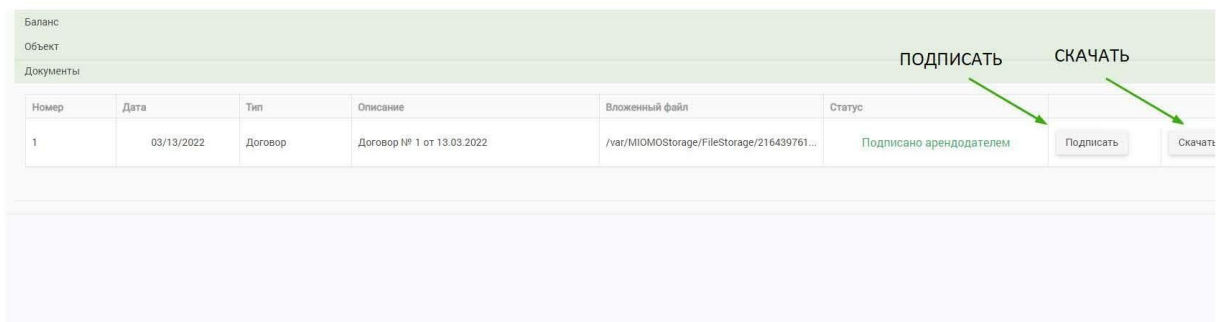 Баланс
Объект
ПОДПИСАТЬ СКАЧАТЬ
Документы
Номер Дата Тип Описание Вложенный файл Статус
1 03/13/2022 Договор Договор № 1 от 13.03.2022 /var/MIOMOStorage/FileStorage/216439761... Подписано арендодателем Подписать Скачать